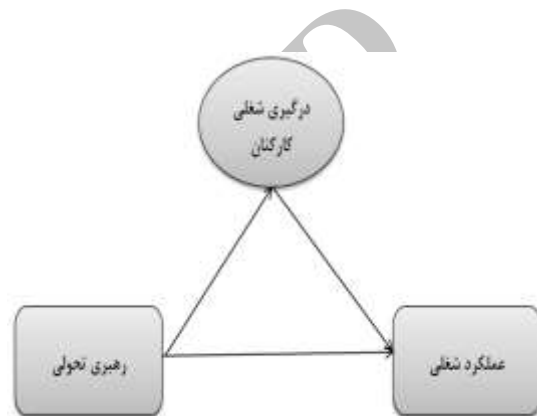 درگیری شغلی
کارکنان
عملکرد شغلی
رهبری تحولی